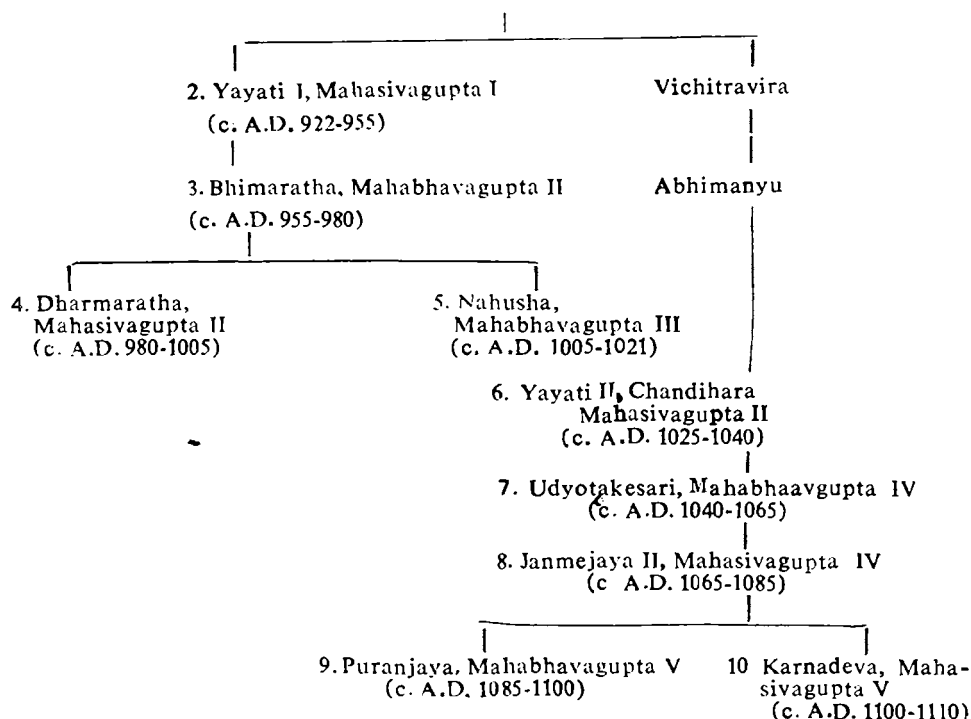 2. Yayati I, Mahasivagupta I
(c. A.D. 922-955)
Vichitravira
3. Bhimaratha, Mahabhavagupta II
(c. A.D. 955-980)
Abhimanyu
4. Dharmaratha,
Mahasivagupta II
(c. A.D. 980-1005)
5. Nahusha,
Mahabhavagupta III
(c. A.D. 1005-1021)
6. Yayati II, Chandihara
Mahasivagupta II
(c. A.D. 1025-1040)
7. Udyotakesari, Mahabhaavgupta IV
(c. A.D. 1040-1065)
8. Janmejaya II, Mahasivagupta IV
(c A.D. 1065-1085)
9. Puranjaya, Mahabhavagupta V
(c. A.D. 1085-1100)
10 Karnadeva, Maha-
sivagupta V
(c. A.D. 1100-1110)